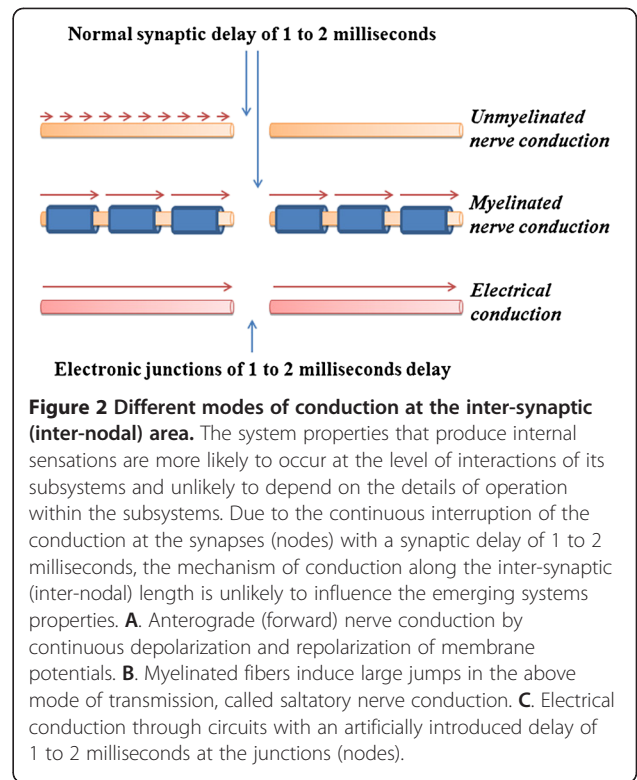 Normal synaptic delay of 1 to 2 milliseconds
Unmyelinated
nerve conduction
Myelinated
nerve conduction
Electrical
conduction
Electronic junctions of 1 to 2 milliseconds delay
Figure 2 Different modes of conduction at the inter-synaptic
(inter-nodal) area. The system properties that produce internal
sensations are more likely to occur at the level of interactions of its
subsystems and unlikely to depend on the details of operation
within the subsystems. Due to the continuous interruption of the
conduction at the synapses (nodes) with a synaptic delay of 1 to 2
milliseconds, the mechanism of conduction along the inter-synaptic
(inter-nodal) length is unlikely to influence the emerging systems
properties. A. Anterograde (forward) nerve conduction by
continuous depolarization and repolarization of membrane
potentials. B. Myelinated fibers induce large jumps in the above
mode of transmission, called saltatory nerve conduction. C. Electrical
conduction through circuits with an artificially introduced delay of
1 to 2 milliseconds at the junctions (nodes).